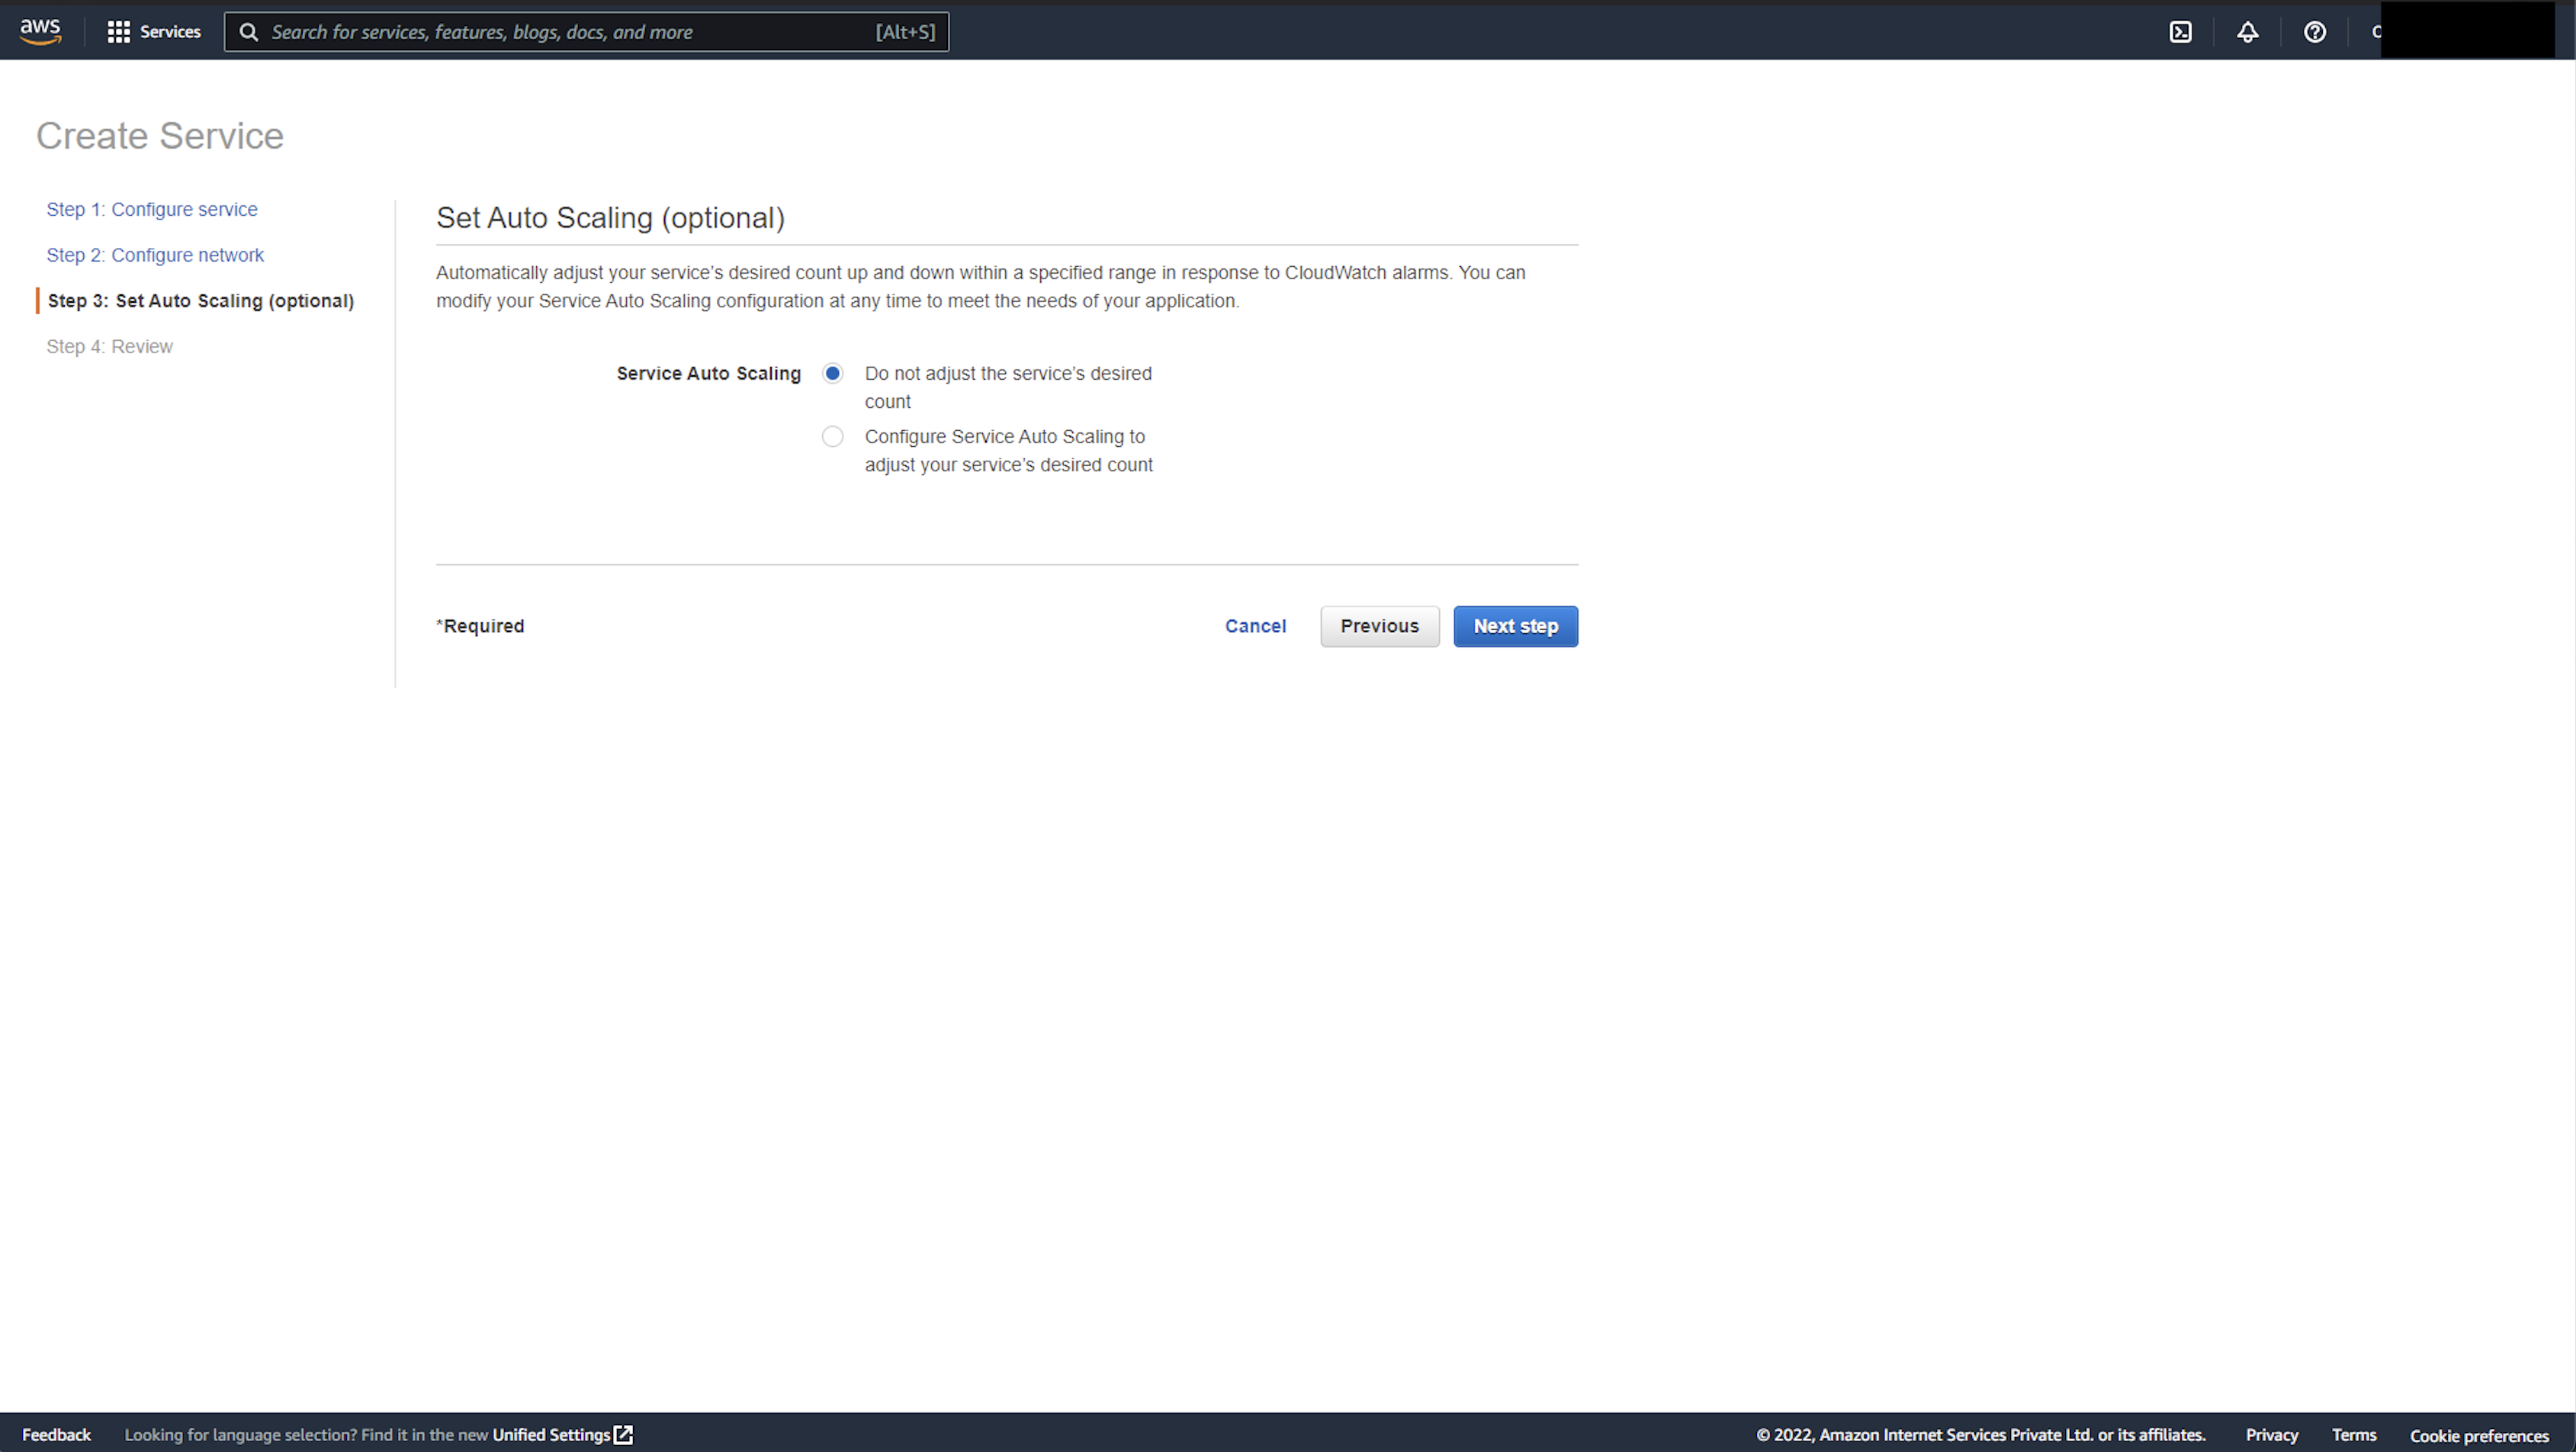 aws
Services
Search for services, features, blogs, docs, and more
[Alt+S]
Create Service
Step 1: Configure service
Step 2: Configure network
Step 3: Set Auto Scaling (optional)
Step 4: Review
Set Auto Scaling (optional)
Automatically adjust your service’s desired count up and down within a specified range in response to CloudWatch alarms. You can
modify your Service Auto Scaling configuration at any time to meet the needs of your application.
Service Auto Scaling
Do not adjust the service’s desired
count
Configure Service Auto Scaling to
adjust your service’s desired count
*Required
Cancel
Previous
Next step
Feedback
Looking for language selection? Find it in the new Unified Settings
© 2022, Amazon Internet Services Private Ltd. or its affiliates.
Privacy
Terms
Cookie preferences